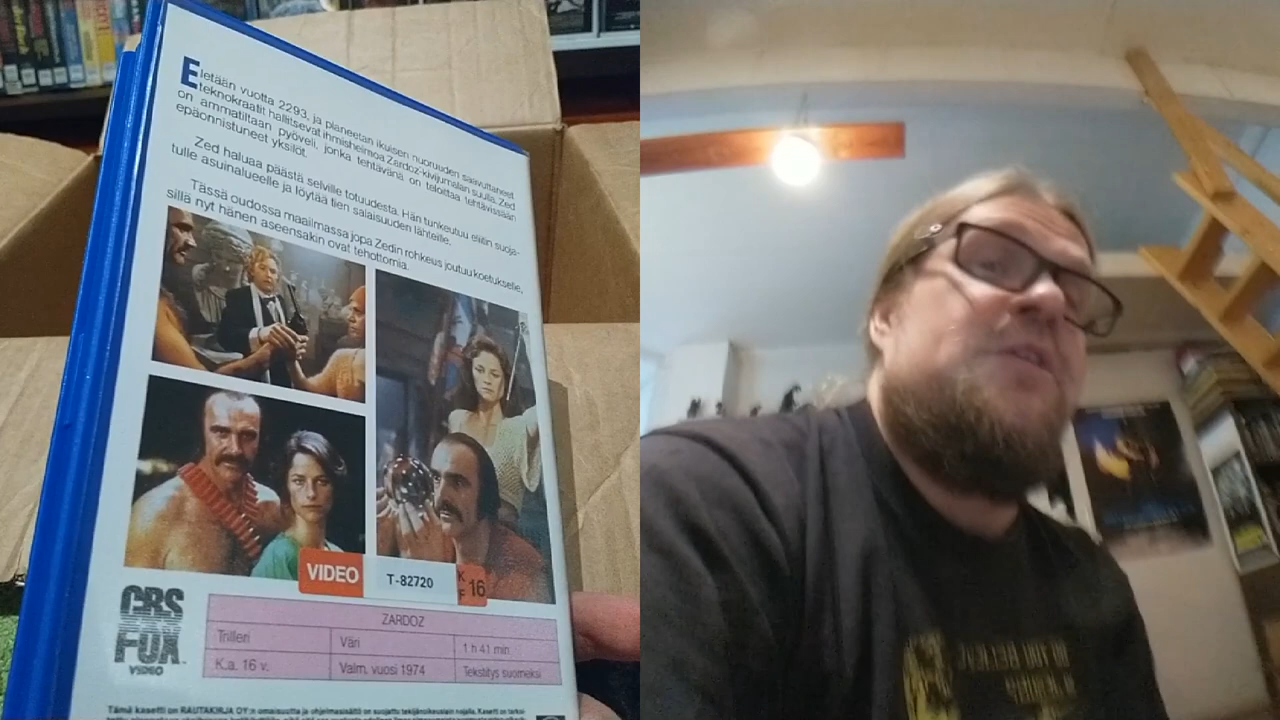 Eletään vuotta 2293, ja planeetan ikuisen nuoruuden saavuttaneet
teknokraatit hallitsevat ihmisheimoa Zardoz-kivijumalan suulla. Zed
on ammatiltaan pyöveli, jonka tehtävänä on teloittaa tehtävissään
epäonnistuneet yksilöt.
Zed haluaa päästä selville totuudesta. Hän tunkeutuu eliitin suoja-
tulle asuinalueelle ja löytää tien salaisuuden lähteille.
Tässä oudossa maailmassa jopa Zedin rohkeus joutuu koetukselle,
sillä nyt hänen aseensakin ovat tehottomia.
VIDEO
T-82720
K
F 16
CBS
FOX
VIDEO
ZARDOZ
Trilleri
Väri
1 h 41 min
K.a. 16 v.
Valm. vuosi 1974
Tekstitys suomeksi
Tämä kasetti on RAUTAKIRJA OY:n omaisuutta ja ohjelmasisältö on suojattu tekijänoikeuslain nojalla. Kasetti on tarkoi-